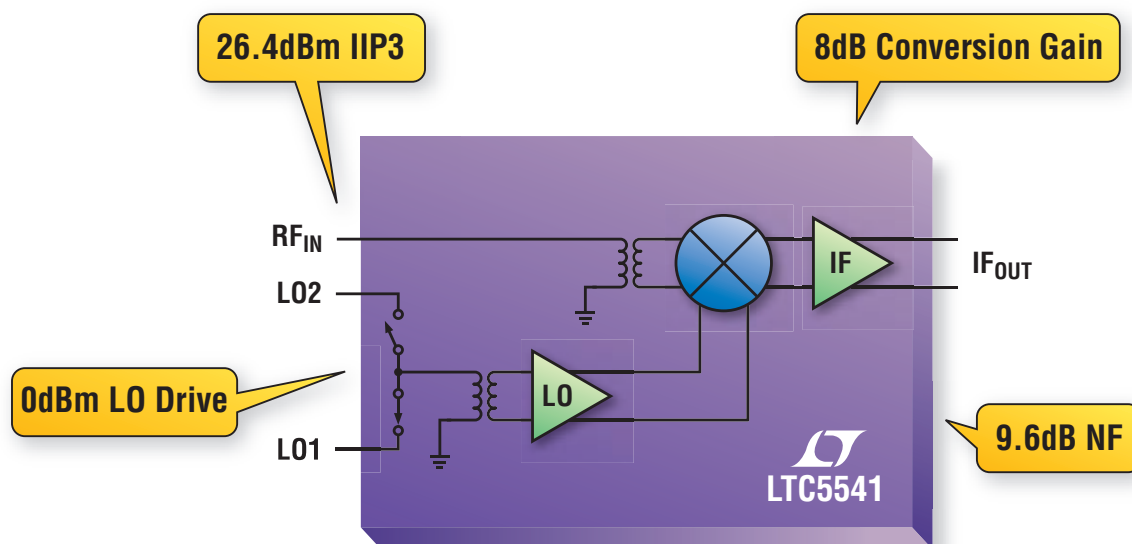 26.4dBm IIP3
8dB Conversion Gain
RFIN
LO2
IF
IFOUT
0dBm LO Drive
LO
LO1
9.6dB NF
LTC5541